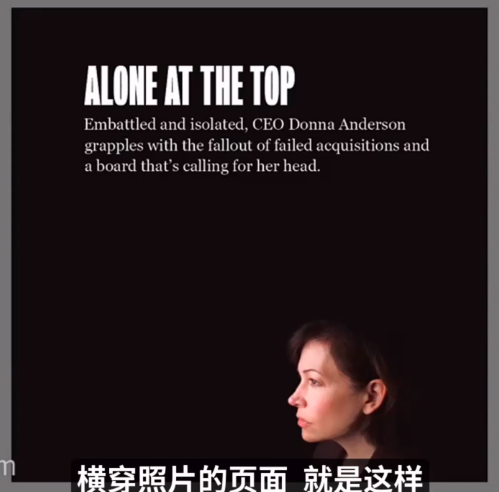 ALONE AT THE TOP
Embattled and isolated, CEO Donna Anderson
grapples with the fallout of failed acquisitions and
a board that’s calling for her head.
m
横穿照片的页面 就是这样